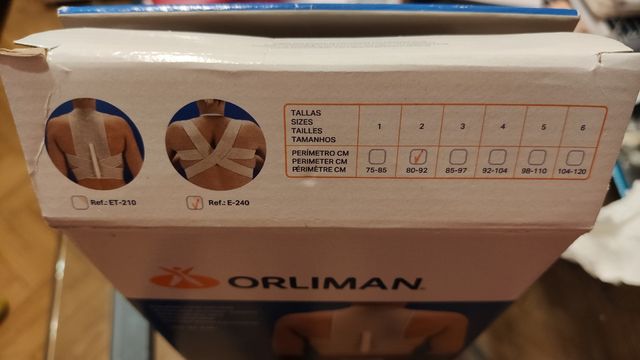 TALLAS
SIZES
TAILLES
TAMANHOS
1 2 3 4 5 6
PERÍMETRO CM
PERIMETER CM
PÉRIMÈTRE CM
75-85 80-92 85-97 92-104 98-110 104-120
Ref.: ET-210 Ref.: E-240
ORLIMAN